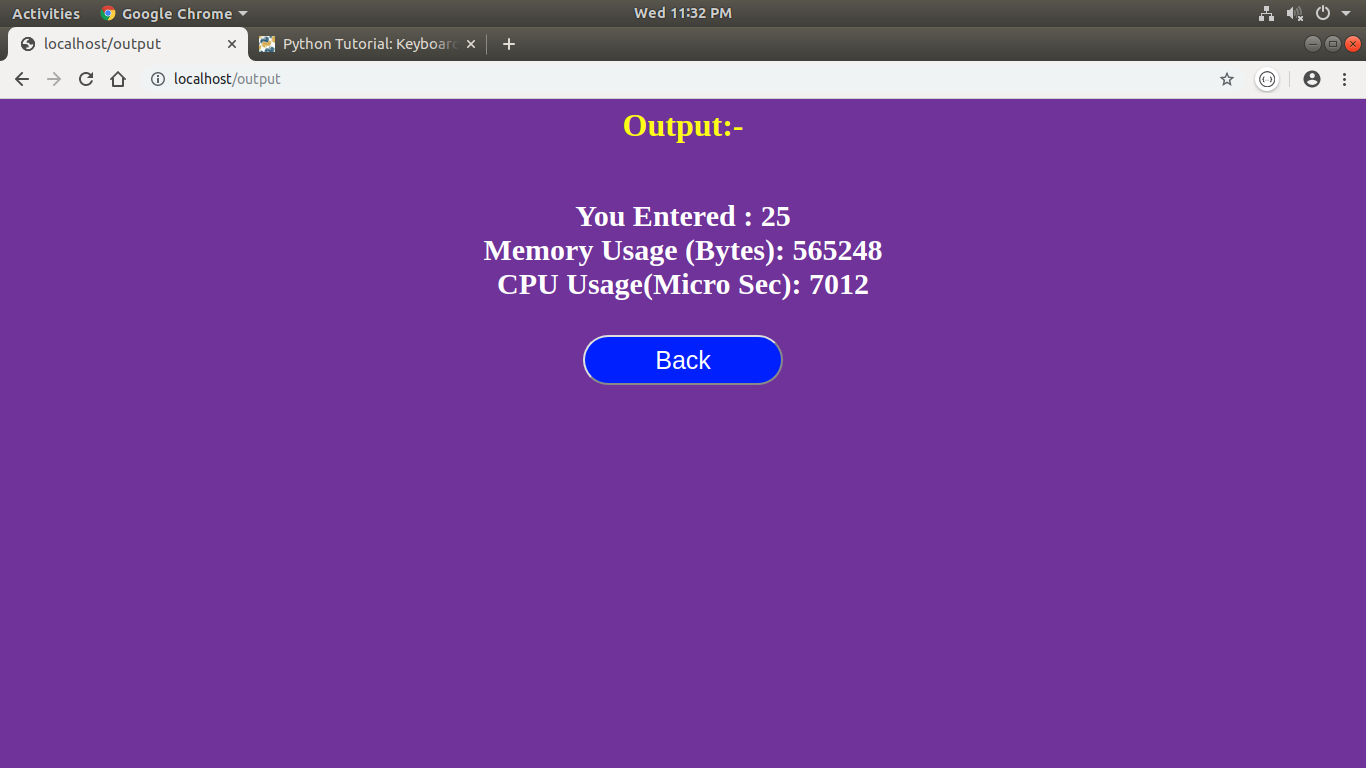 Activities Google Chrome Wed 11:32 PM
localhost/output Python Tutorial: Keyboard
localhost/output
Output:-
You Entered : 25
Memory Usage (Bytes): 565248
CPU Usage(Micro Sec): 7012
Back